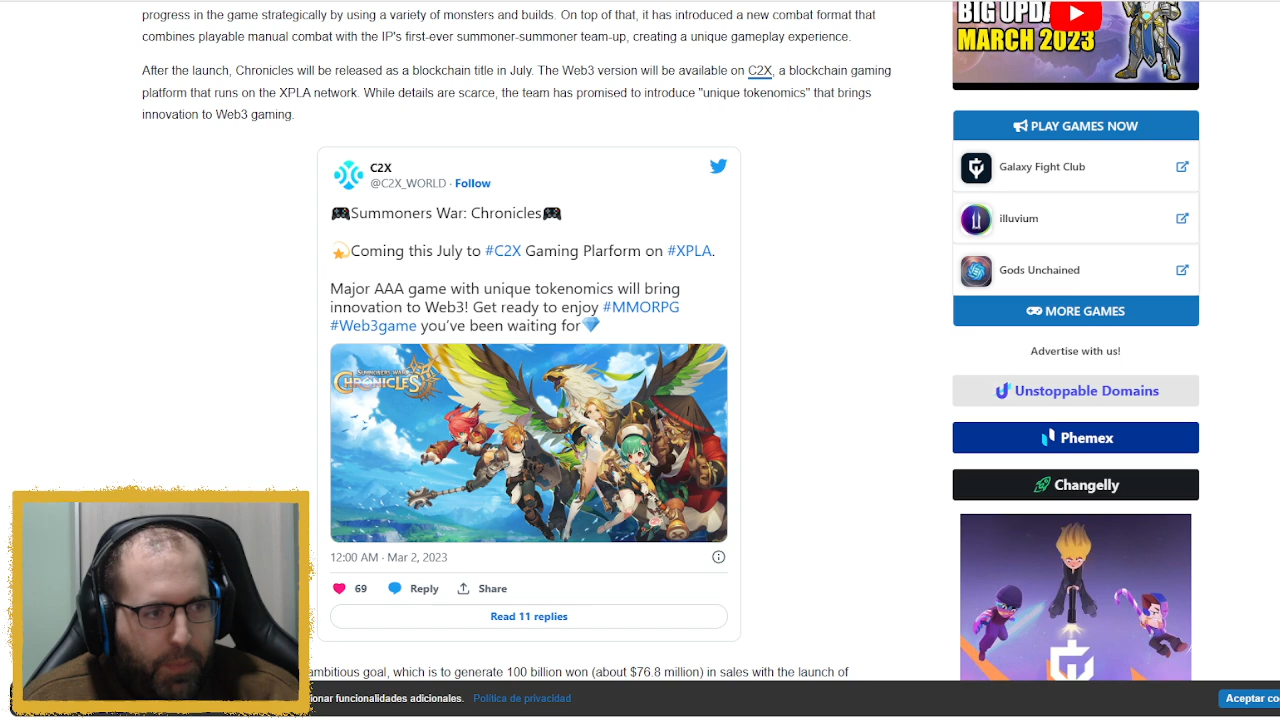 progress in the game strategically by using a variety of monsters and builds. On top of that, it has introduced a new combat format that
combines playable manual combat with the IP's first-ever summoner-summoner team-up, creating a unique gameplay experience.
After the launch, Chronicles will be released as a blockchain title in July. The Web3 version will be available on C2X, a blockchain gaming
platform that runs on the XPLA network. While details are scarce, the team has promised to introduce "unique tokenomics" that brings
innovation to Web3 gaming.
C2X
@C2X_WORLD · Follow
🎮Summoners War: Chronicles🎮
💫Coming this July to #C2X Gaming Plarform on #XPLA.
Major AAA game with unique tokenomics will bring
innovation to Web3! Get ready to enjoy #MMORPG
#Web3game you've been waiting for💎
SUMMONERS WAR
CHRONICLES
12:00 AM · Mar 2, 2023
69 Reply Share
Read 11 replies
ambitious goal, which is to generate 100 billion won (about $76.8 million) in sales with the launch of
ionar funcionalidades adicionales. Política de privacidad
Aceptar co
BIG UPDA
MARCH 2023
PLAY GAMES NOW
Galaxy Fight Club
illuvium
Gods Unchained
MORE GAMES
Advertise with us!
Unstoppable Domains
Phemex
Changelly